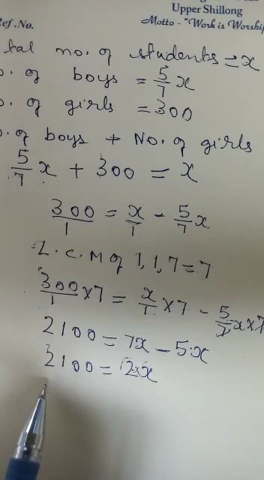 Ref. No.
Upper Shillong
Motto - "Work is Worship
tal no. of students = x
o. of boys = 5/7 x
o. of girls = 300
o. of boys + No. of girls
5/7 x + 300 = x
300/1 = x/1 - 5/7 x
L.C.M of 1, 1, 7 = 7
300/1 x 7 = x/1 x 7 - 5/7 x x 7
2100 = 7x - 5x
2100 = 2x